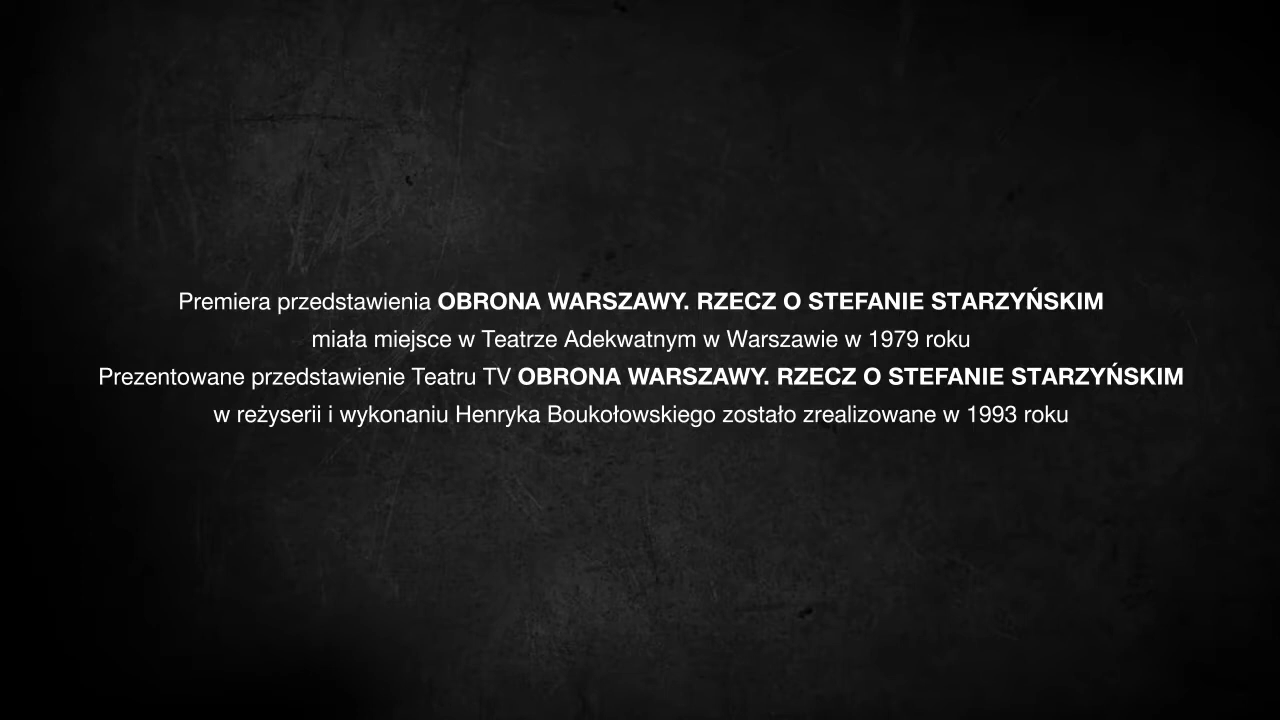 Premiera przedstawienia OBRONA WARSZAWY. RZECZ O STEFANIE STARZYŃSKIM
miała miejsce w Teatrze Adekwatnym w Warszawie w 1979 roku
Prezentowane przedstawienie Teatru TV OBRONA WARSZAWY. RZECZ O STEFANIE STARZYŃSKIM
w reżyserii i wykonaniu Henryka Boukołowskiego zostało zrealizowane w 1993 roku